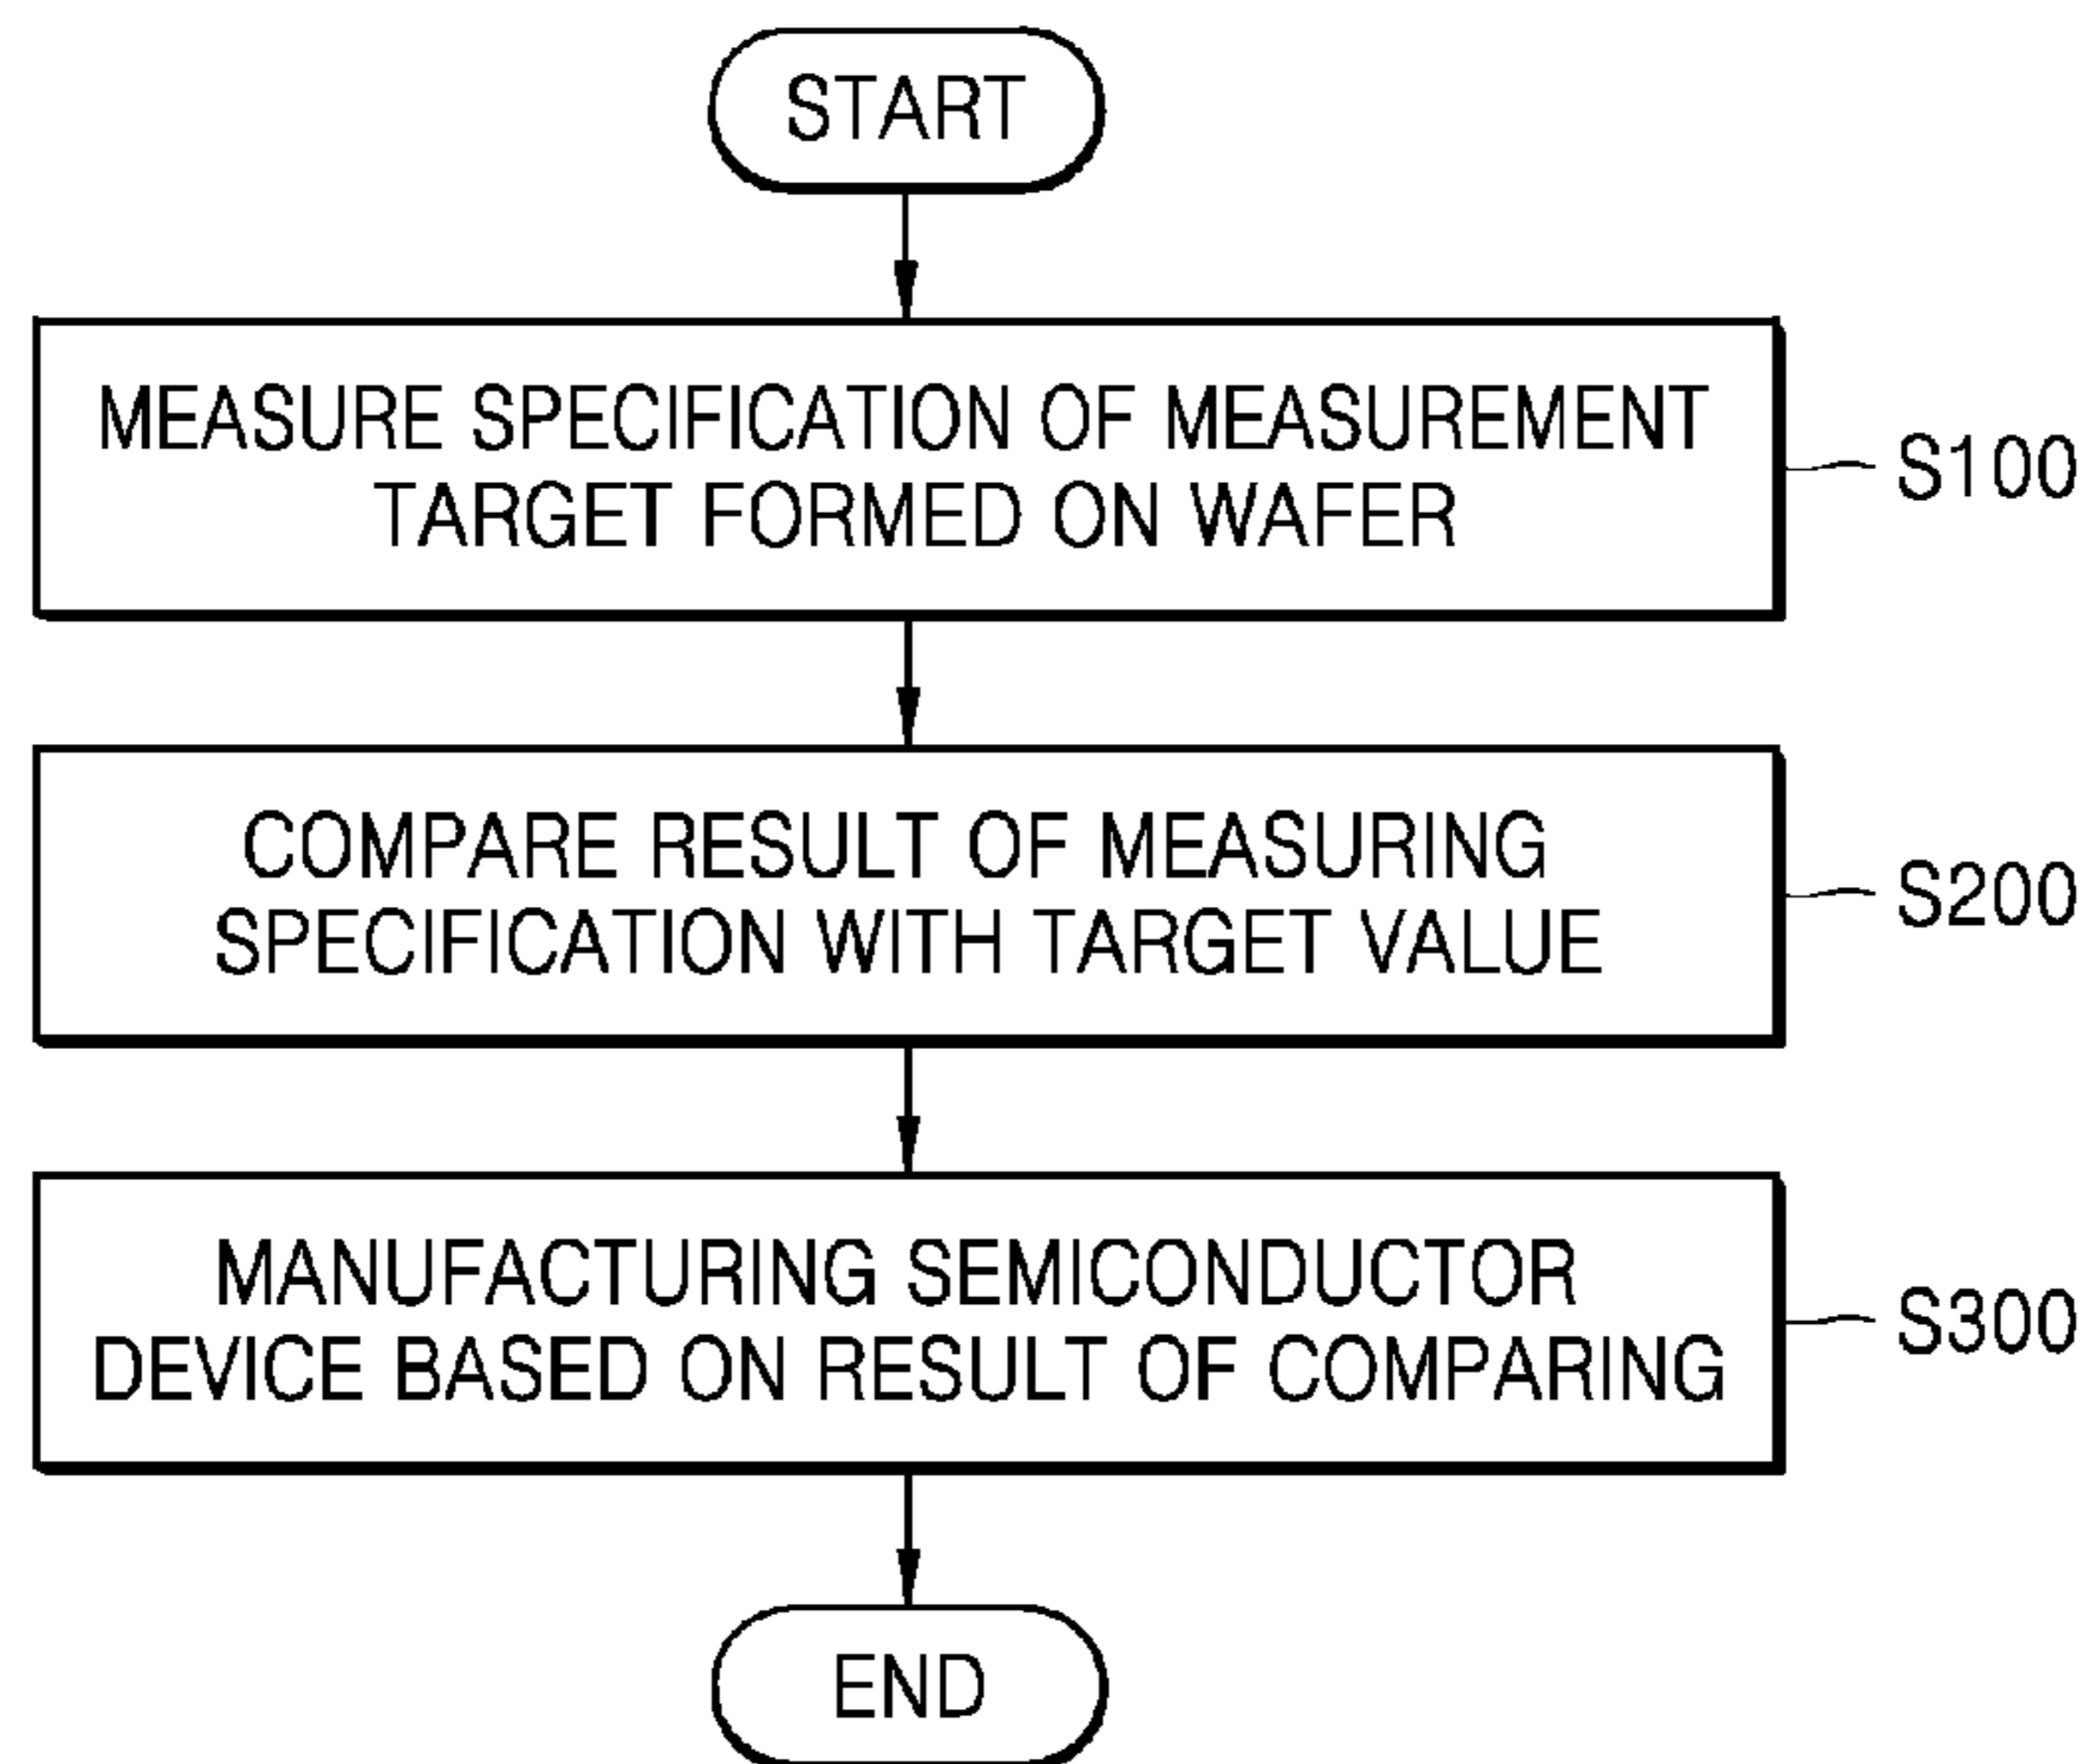 START
MEASURE SPECIFICATION OF MEASUREMENT
TARGET FORMED ON WAFER
S100
COMPARE RESULT OF MEASURING
SPECIFICATION WITH TARGET VALUE
S200
MANUFACTURING SEMICONDUCTOR
DEVICE BASED ON RESULT OF COMPARING
S300
END